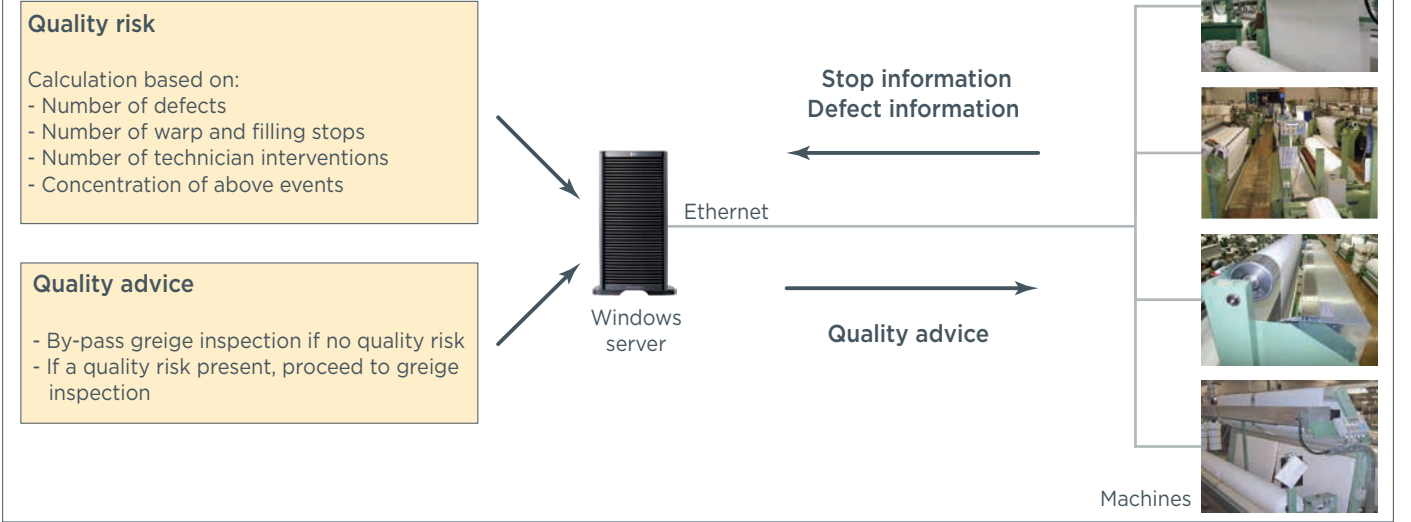 Quality risk
Calculation based on:
- Number of defects
- Number of warp and filling stops
- Number of technician interventions
- Concentration of above events
Quality advice
- By-pass greige inspection if no quality risk
- If a quality risk present, proceed to greige
inspection
Stop information
Defect information
Ethernet
Windows
server
Quality advice
Machines